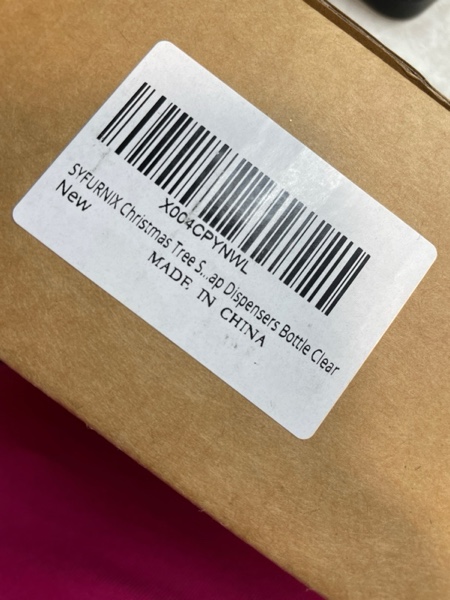 X004CPYNWL
SYFURNIX Christmas Tree S...ap Dispensers Bottle Clear
New
MADE IN CHINA